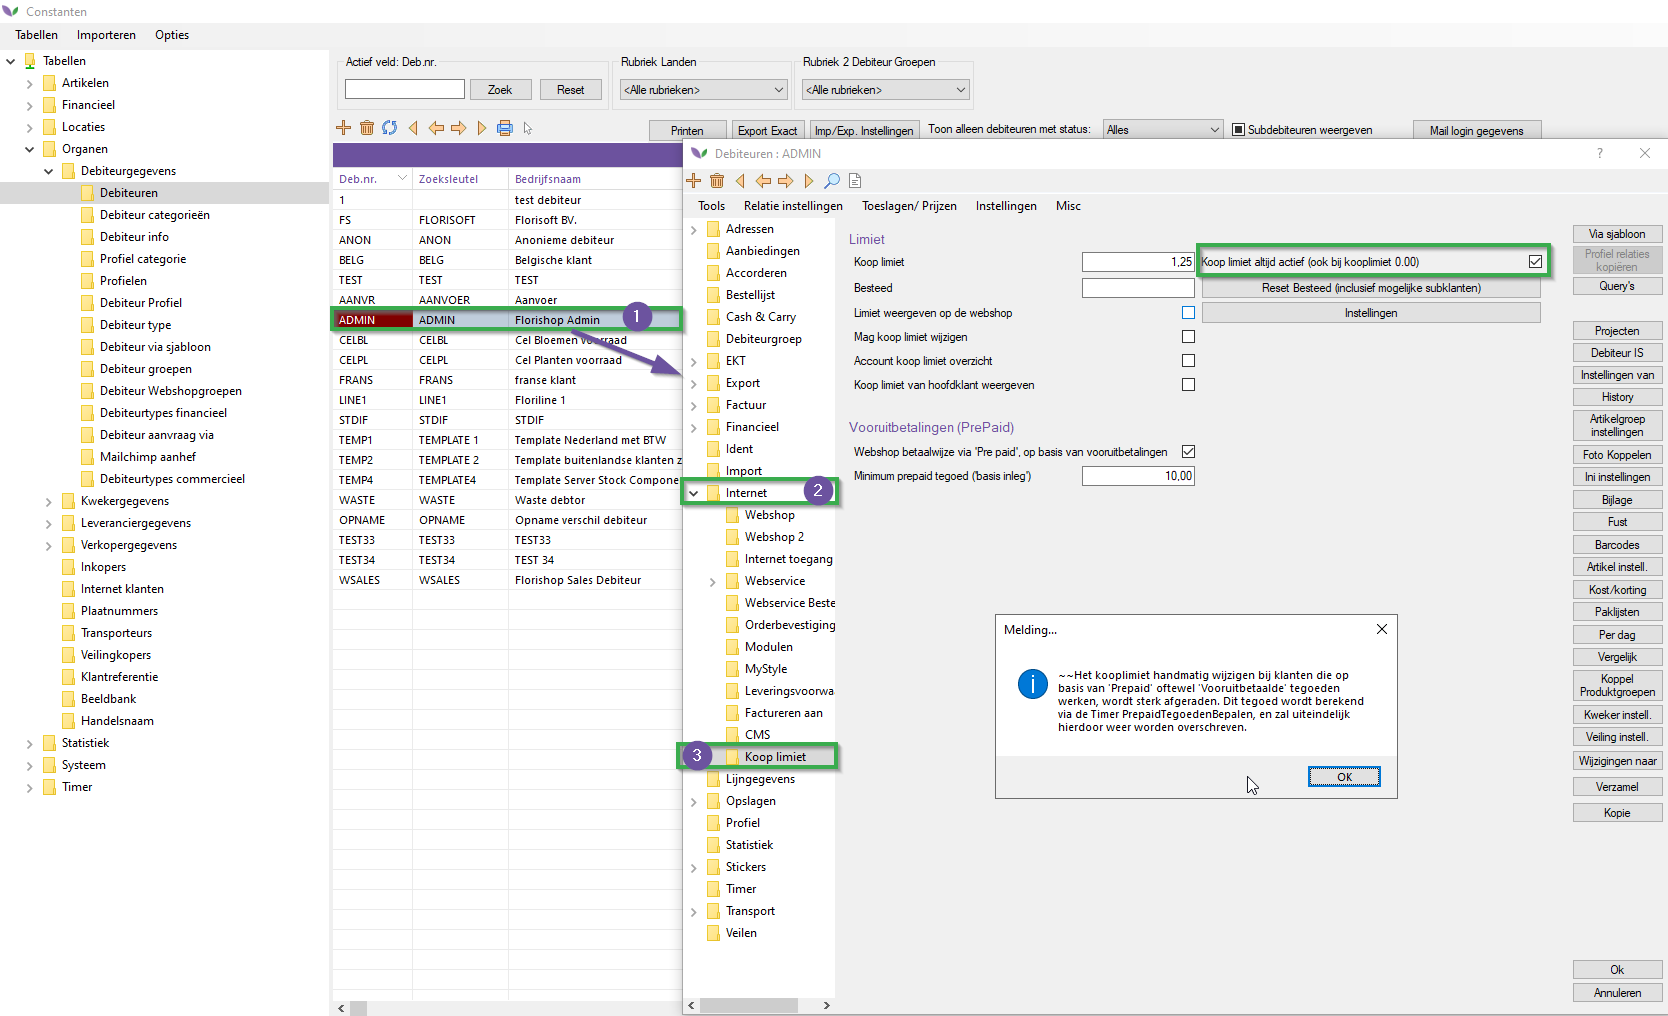 Constanten
Tabellen Importeren Opties
Tabellen
Artikelen
Financieel
Locaties
Organen
Debiteurgegevens
Debiteuren
Debiteur categorieën
Debiteur info
Profiel categorie
Profielen
Debiteur Profiel
Debiteur type
Debiteur via sjabloon
Debiteur groepen
Debiteur Webshopgroepen
Debiteurtypes financieel
Debiteur aanvraag via
Mailchimp aanhef
Debiteurtypes commercieel
Kwekergegevens
Leveranciergegevens
Verkopergegevens
Inkopers
Internet klanten
Plaatnummers
Transporteurs
Veilingkopers
Klantreferentie
Beeldbank
Handelsnaam
Statistiek
Systeem
Timer
Actief veld: Deb.nr.
Zoek Reset
Rubriek Landen
<Alle rubrieken>
Rubriek 2 Debiteur Groepen
<Alle rubrieken>
Printen Export Exact Imp/Exp. Instellingen Toon alleen debiteuren met status: Alles Subdebiteuren weergeven Mail login gegevens
Deb.nr. Zoeksleutel Bedrijfsnaam
1 test debiteur
FS FLORISOFT Florisoft BV.
ANON ANON Anonieme debiteur
BELG BELG Belgische klant
TEST TEST TEST
AANVR AANVOER Aanvoer
ADMIN ADMIN Florishop Admin 1
CELBL CELBL Cel Bloemen voorraad
CELPL CELPL Cel Planten voorraad
FRANS FRANS franse klant
LINE1 LINE1 Floriline 1
STDIF STDIF STDIF
TEMP1 TEMPLATE 1 Template Nederland met BTW
TEMP2 TEMPLATE 2 Template buitenlandse klanten z
TEMP4 TEMPLATE4 Template Server Stock Compone
WASTE WASTE Waste debtor
OPNAME OPNAME Opname verschil debiteur
TEST33 TEST33 TEST33
TEST34 TEST34 TEST 34
WSALES WSALES Florishop Sales Debiteur
Debiteuren : ADMIN
?
Tools Relatie instellingen Toeslagen/ Prijzen Instellingen Misc
Adressen
Aanbiedingen
Accorderen
Bestellijst
Cash & Carry
Debiteurgroep
EKT
Export
Factuur
Financieel
Ident
Import
Internet 2
Webshop
Webshop 2
Internet toegang
Webservice
Webservice Beste
Orderbevestiging
Modulen
MyStyle
Leveringsvoorwaa
Factureren aan
CMS
3 Koop limiet
Lijngegevens
Opslagen
Profiel
Statistiek
Stickers
Timer
Transport
Veilen
Limiet
Koop limiet 1,25 Koop limiet altijd actief (ook bij kooplimiet 0.00)
Besteed Reset Besteed (inclusief mogelijke subklanten)
Limiet weergeven op de webshop Instellingen
Mag koop limiet wijzigen
Account koop limiet overzicht
Koop limiet van hoofdklant weergeven
Vooruitbetalingen (PrePaid)
Webshop betaalwijze via 'Pre paid', op basis van vooruitbetalingen
Minimum prepaid tegoed ('basis inleg') 10,00
Melding...
~~Het kooplimiet handmatig wijzigen bij klanten die op
basis van 'Prepaid' oftewel 'Vooruitbetaalde' tegoeden
werken, wordt sterk afgeraden. Dit tegoed wordt berekend
via de Timer PrepaidTegoedenBepalen, en zal uiteindelijk
hierdoor weer worden overschreven.
OK
Via sjabloon
Profiel relaties
kopiëren
Query's
Projecten
Debiteur IS
Instellingen van
History
Artikelgroep
instellingen
Foto Koppelen
Ini instellingen
Bijlage
Fust
Barcodes
Artikel instell.
Kost/korting
Paklijsten
Per dag
Vergelijk
Koppel
Produktgroepen
Kweker instell.
Veiling instell.
Wijzigingen naar
Verzamel
Kopie
Ok
Annuleren